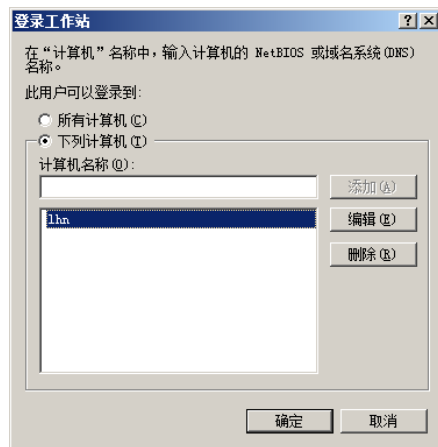 登录工作站
在“计算机”名称中，输入计算机的 NetBIOS 或域名系统(DNS)
名称。
此用户可以登录到:
所有计算机(C)
下列计算机(T)
计算机名称(O):
添加(A)
lhn
编辑(E)
删除(R)
确定
取消